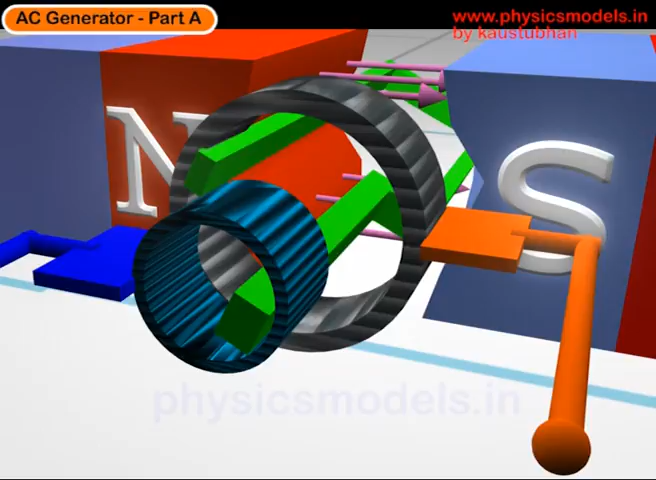 AC Generator - Part A
www.physicsmodels.in
by kaustubhan
N
S
physicsmodels.in